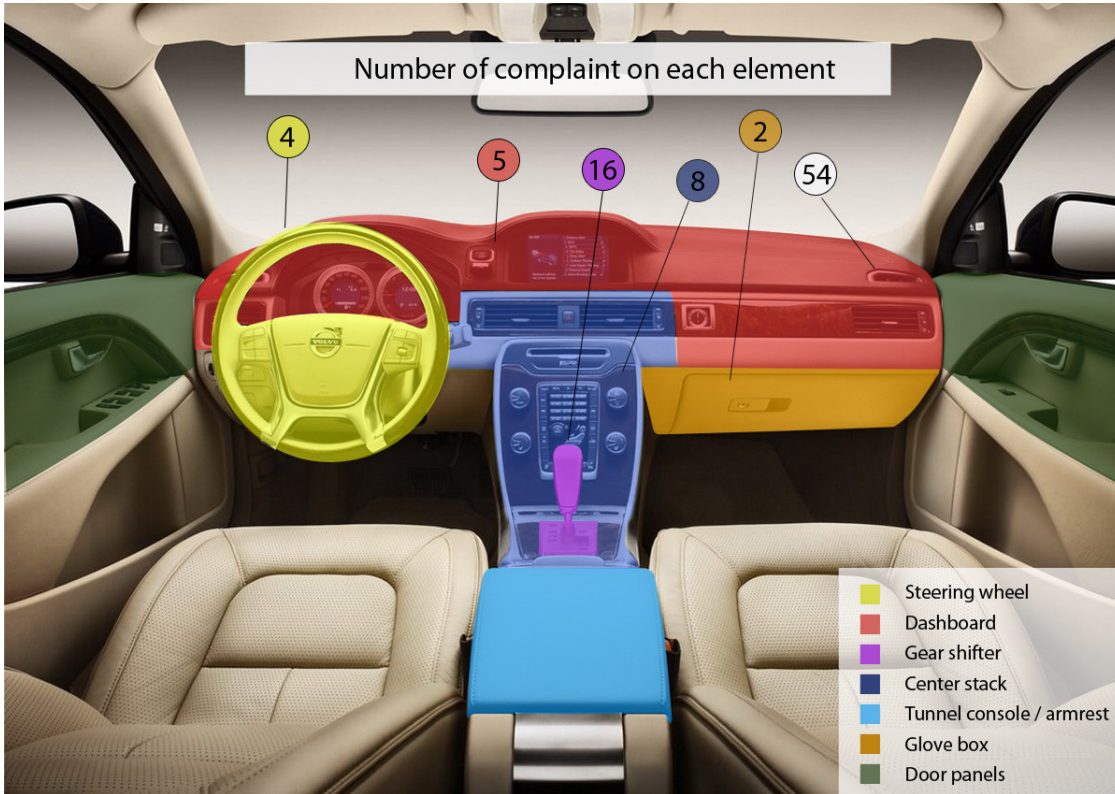 Number of complaint on each element
4
5
16
8
2
54
VOLVO
Steering wheel
Dashboard
Gear shifter
Center stack
Tunnel console / armrest
Glove box
Door panels